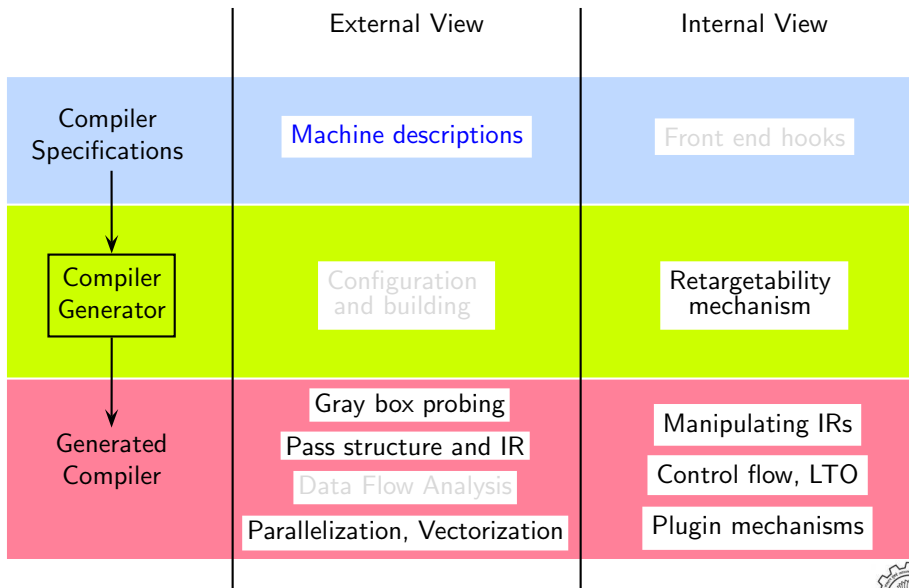 External View
Internal View
Compiler
Specifications
Machine descriptions
Front end hooks
Compiler
Generator
Configuration
and building
Retargetability
mechanism
Generated
Compiler
Gray box probing
Pass structure and IR
Data Flow Analysis
Parallelization, Vectorization
Manipulating IRs
Control flow, LTO
Plugin mechanisms